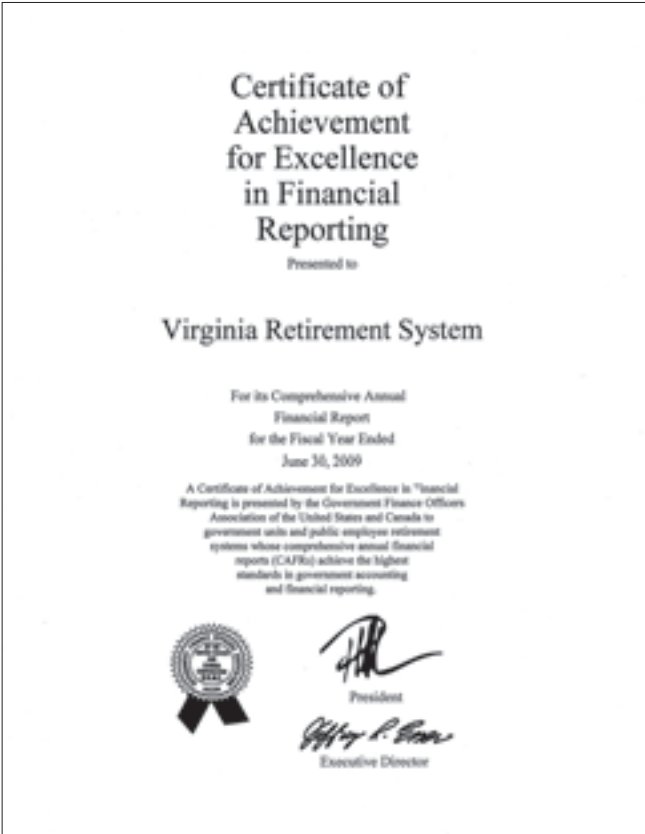 Certificate of
Achievement
for Excellence
in Financial
Reporting
Presented to
Virginia Retirement System
For its Comprehensive Annual
Financial Report
for the Fiscal Year Ended
June 30, 2009
A Certificate of Achievement for Excellence in
Reporting is presented by the Government Finance Officers
Association of the United States and Canada to
government units and public employee retirement
systems whose comprehensive annual financial
reports (CAFRs) achieve the highest
standards in government accounting
and financial reporting.
President
Jeffrey R.
Executive Director